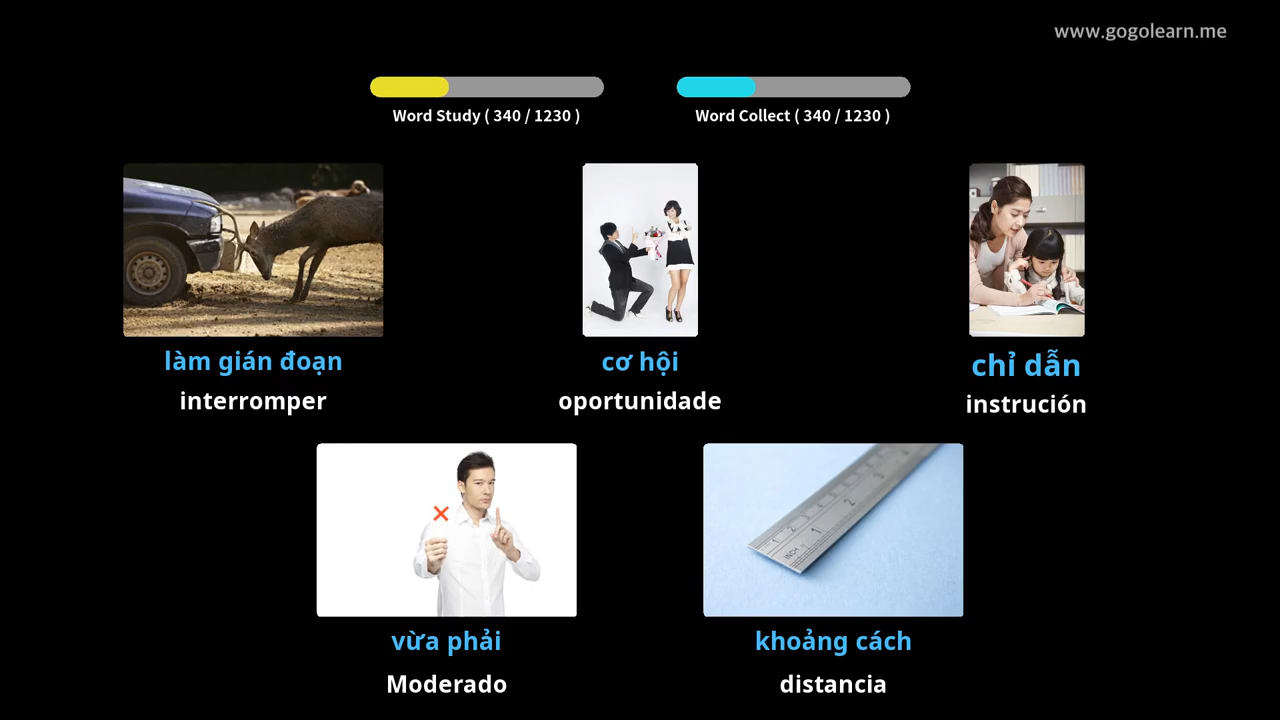 www.gogolearn.me
Word Study ( 340 / 1230 )
Word Collect ( 340 / 1230 )
làm gián đoạn
cơ hội
chỉ dẫn
interromper
oportunidade
instrución
vừa phải
khoảng cách
Moderado
distancia